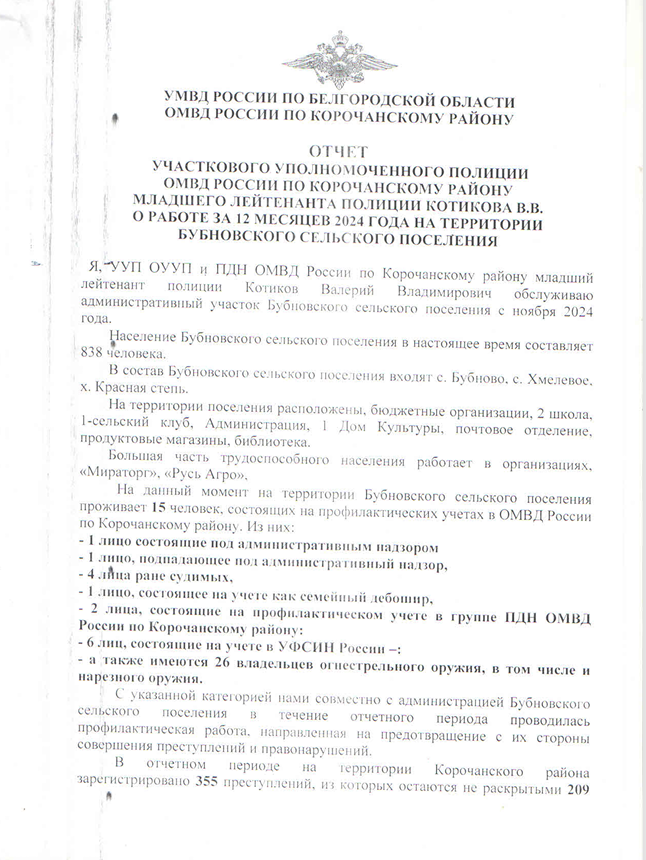 УМВД РОССИИ ПО БЕЛГОРОДСКОЙ ОБЛАСТИ
ОМВД РОССИИ ПО КОРОЧАНСКОМУ РАЙОНУ
ОТЧЕТ
УЧАСТКОВОГО УПОЛНОМОЧЕННОГО ПОЛИЦИИ
ОМВД РОССИИ ПО КОРОЧАНСКОМУ РАЙОНУ
МЛАДШЕГО ЛЕЙТЕНАНТА ПОЛИЦИИ КОТИКОВА В.В.
О РАБОТЕ ЗА 12 МЕСЯЦЕВ 2024 ГОДА НА ТЕРРИТОРИИ
БУБНОВСКОГО СЕЛЬСКОГО ПОСЕЛЕНИЯ
Я, УУП ОУУП и ПДН ОМВД России по Корочанскому району младший
лейтенант полиции Котиков Валерий Владимирович обслуживаю
административный участок Бубновского сельского поселения с ноября 2024
года.
Население Бубновского сельского поселения в настоящее время составляет
838 человека.
В состав Бубновского сельского поселения входят с. Бубново, с. Хмелевое,
х. Красная степь.
На территории поселения расположены, бюджетные организации, 2 школа,
1-сельский клуб, Администрация, 1 Дом Культуры, почтовое отделение,
продуктовые магазины, библиотека.
Большая часть трудоспособного населения работает в организациях,
«Мираторг», «Русь Агро»,
На данный момент на территории Бубновского сельского поселения
проживает 15 человек, состоящих на профилактических учетах в ОМВД России
по Корочанскому району. Из них:
- 1 лицо состояние под административным надзором
- 1 лицо, подпадающее под административный надзор,
- 4 лица ране судимых,
- 1 лицо, состоящее на учете как семейный дебошир,
- 2 лица, состоящие на профилактическом учете в группе ПДН ОМВД
России по Корочанскому району:
- 6 лиц, состоящие на учете в УФСИН России –:
- а также имеются 26 владельцев огнестрельного оружия, в том числе и
нарезного оружия.
С указанной категорией нами совместно с администрацией Бубновского
сельского поселения в течение отчетного периода проводилась
профилактическая работа, направленная на предотвращение с их стороны
совершения преступлений и правонарушений.
В отчетном периоде на территории Корочанского района
зарегистрировано 355 преступлений, из которых остаются не раскрытыми 209